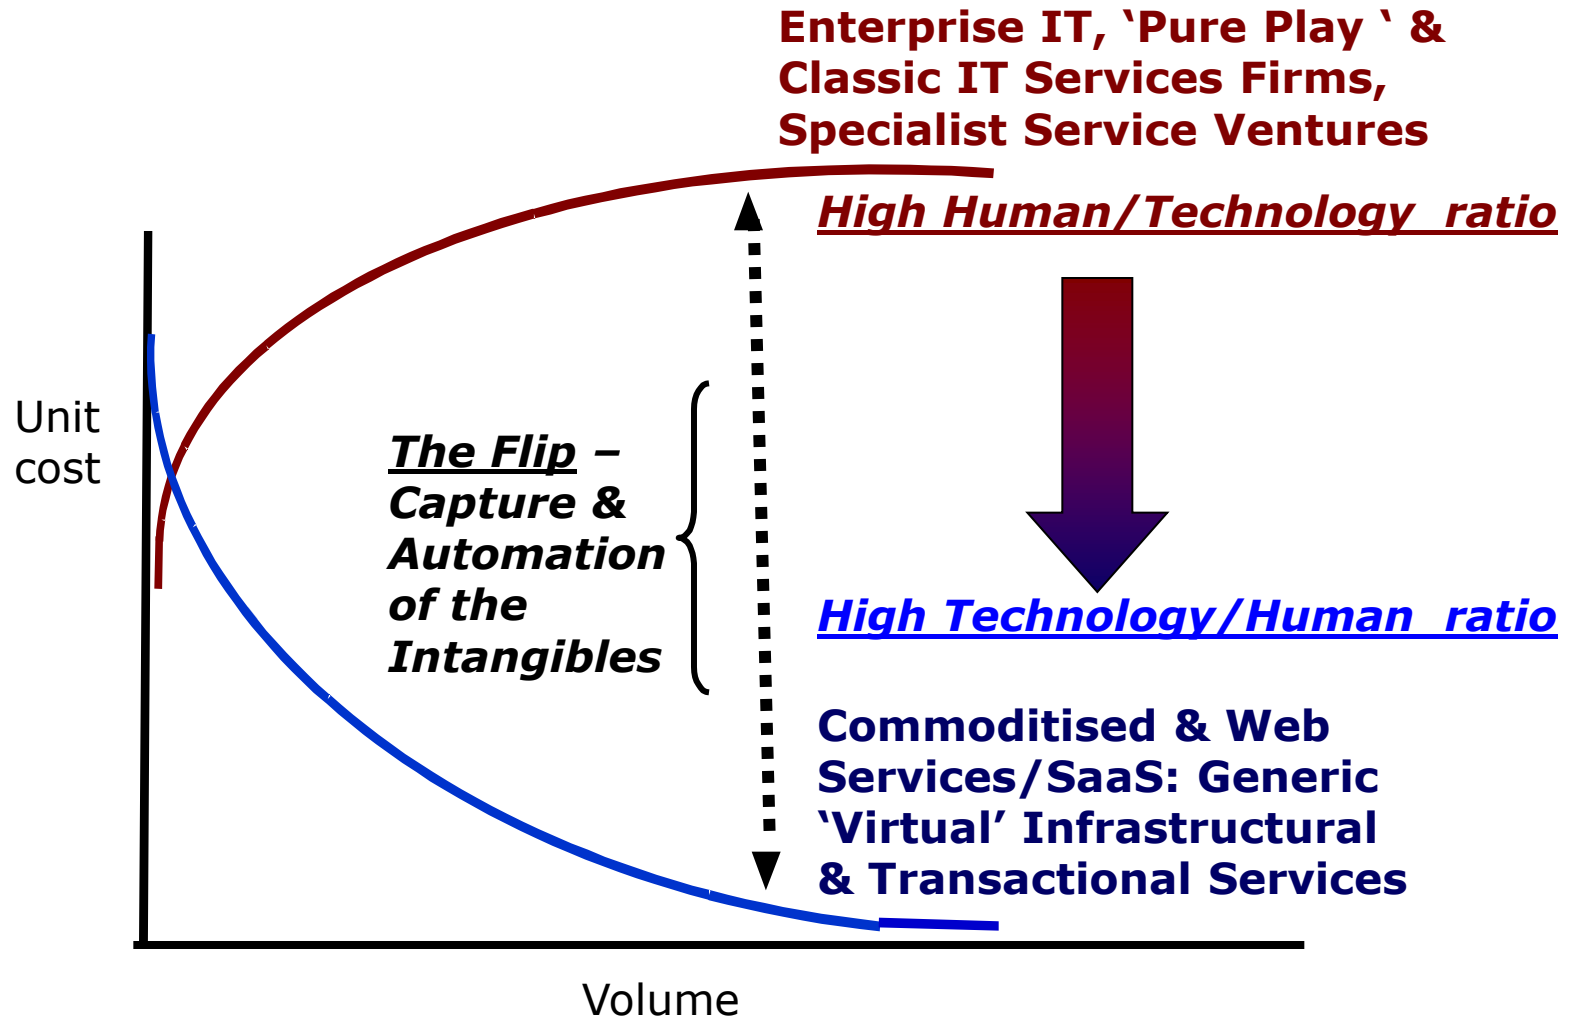 Enterprise IT, ‘Pure Play ‘ &
Classic IT Services Firms,
Specialist Service Ventures
High Human/Technology ratio
Unit
cost
The Flip –
Capture &
Automation
of the
Intangibles
High Technology/Human ratio
Commoditised & Web
Services/SaaS: Generic
‘Virtual’ Infrastructural
& Transactional Services
Volume